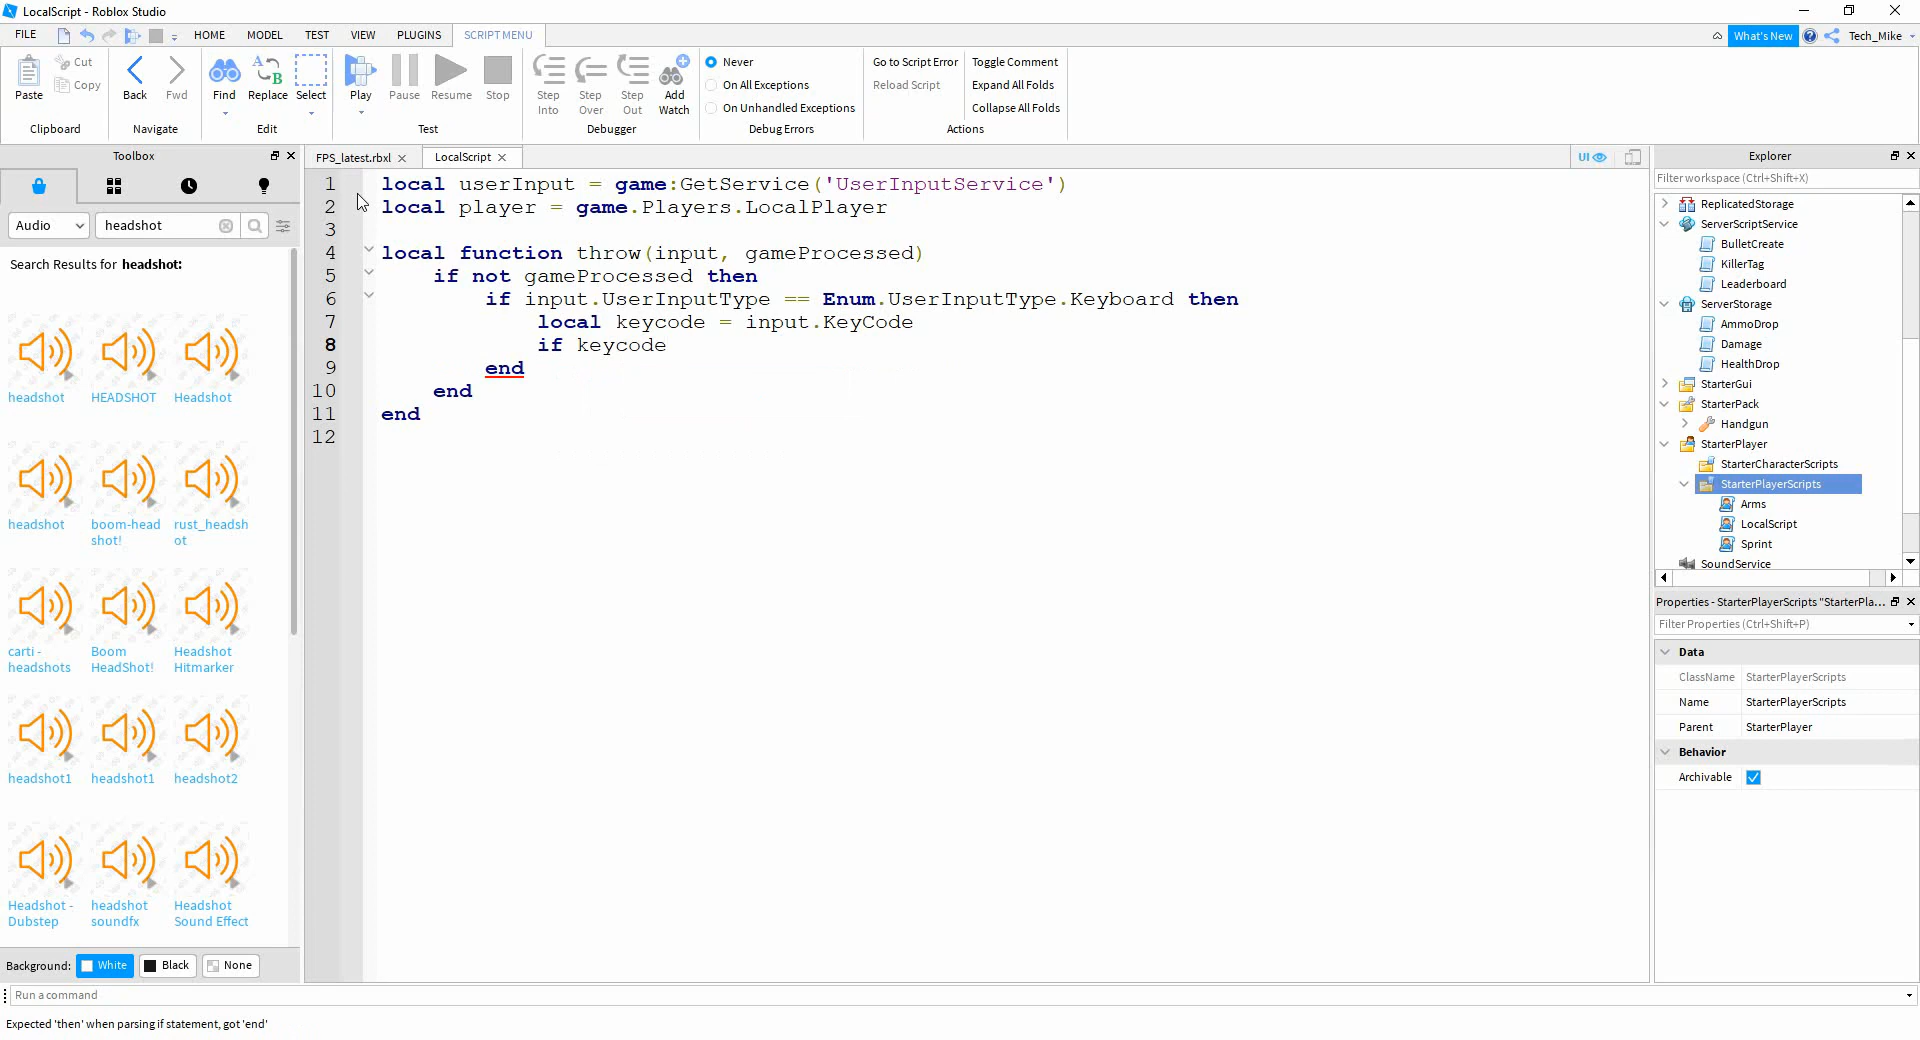 LocalScript - Roblox Studio
FILE HOME MODEL TEST VIEW PLUGINS SCRIPT MENU What's New Tech_Mike
Paste Cut Copy Clipboard
Back Fwd Navigate
Find Replace Select Edit
Play Pause Resume Stop Test
Step Into Step Over Step Out Add Watch Debugger
Never
On All Exceptions
On Unhandled Exceptions
Debug Errors
Go to Script Error Toggle Comment
Reload Script Expand All Folds
Collapse All Folds
Actions
Toolbox
Audio headshot
Search Results for headshot:
headshot HEADSHOT Headshot
headshot boom-head shot! rust_headsh ot
carti - headshots Boom HeadShot! Headshot Hitmarker
headshot1 headshot1 headshot2
Headshot - Dubstep headshot soundfx Headshot Sound Effect
Background: White Black None
FPS_latest.rbxl LocalScript UI
1 local userInput = game:GetService('UserInputService')
2 local player = game.Players.LocalPlayer
3
4 local function throw(input, gameProcessed)
5 if not gameProcessed then
6 if input.UserInputType == Enum.UserInputType.Keyboard then
7 local keycode = input.KeyCode
8 if keycode
9 end
10 end
11 end
12
Explorer
Filter workspace (Ctrl+Shift+X)
ReplicatedStorage
ServerScriptService
BulletCreate
KillerTag
Leaderboard
ServerStorage
AmmoDrop
Damage
HealthDrop
StarterGui
StarterPack
Handgun
StarterPlayer
StarterCharacterScripts
StarterPlayerScripts
Arms
LocalScript
Sprint
SoundService
Properties - StarterPlayerScripts "StarterPla...
Filter Properties (Ctrl+Shift+P)
Data
ClassName StarterPlayerScripts
Name StarterPlayerScripts
Parent StarterPlayer
Behavior
Archivable
Run a command
Expected 'then' when parsing if statement, got 'end'